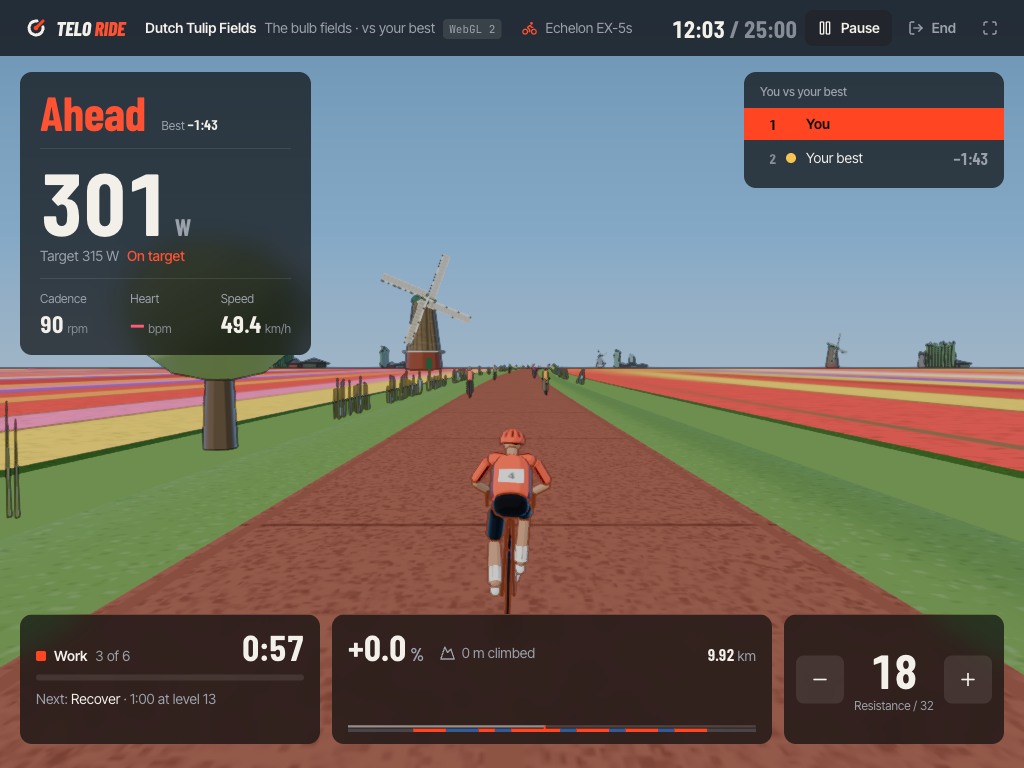 TELO RIDE Dutch Tulip Fields The bulb fields · vs your best WebGL 2 Echelon EX-5s 12:03 / 25:00 Pause End
Ahead Best −1:43
301 W
Target 315 W On target
Cadence Heart Speed
90 rpm – bpm 49.4 km/h
You vs your best
1 You
2 Your best −1:43
4
Work 3 of 6 0:57
Next: Recover · 1:00 at level 13
+0.0 % 0 m climbed 9.92 km
− 18 +
Resistance / 32